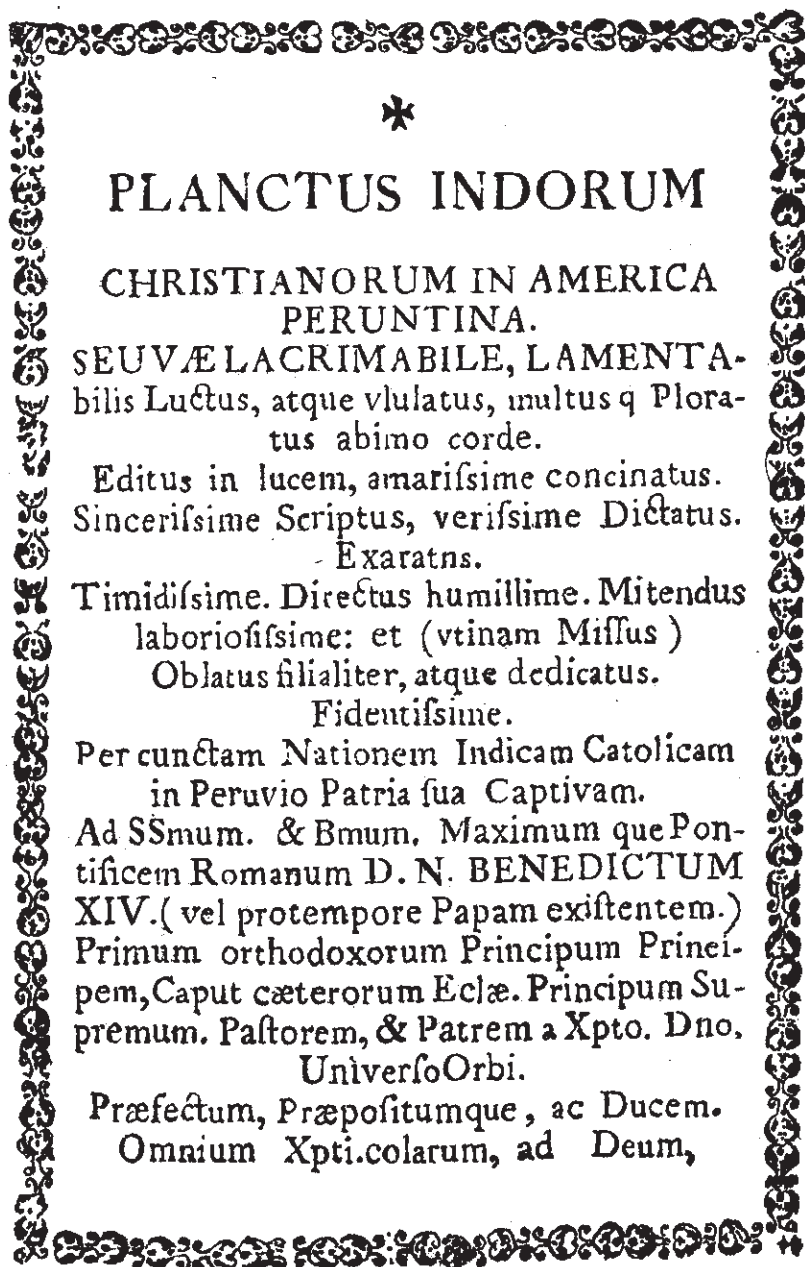 ✠
PLANCTUS INDORUM
CHRISTIANORUM IN AMERICA
PERUNTINA.
SEUVÆLACRIMABILE, LAMENTA-
bilis Luctus, atque vlulatus, multus q Plora-
tus abimo corde.
Editus in lucem, amariſsime concinatus.
Sinceriſsime Scriptus, veriſsime Dictatus.
Exaratns.
Timidiſsime. Directus humillime. Mitendus
laborioſiſsime: et (vtinam Miſſus)
Oblatus filialiter, atque dedicatus.
Fidentiſsime.
Per cunctam Nationem Indicam Catolicam
in Peruvio Patria ſua Captivam.
Ad SSmum. & Bmum. Maximum que Pon-
tificem Romanum D. N. BENEDICTUM
XIV. (vel protempore Papam exiſtentem.)
Primum orthodoxorum Principum Prinei-
pem, Caput cæterorum Eclæ. Principum Su-
premum. Paſtorem, & Patrem a Xpto. Dno.
UniverſoOrbi.
Præfectum, Præpoſitumque, ac Ducem.
Omnium Xpti.colarum, ad Deum,